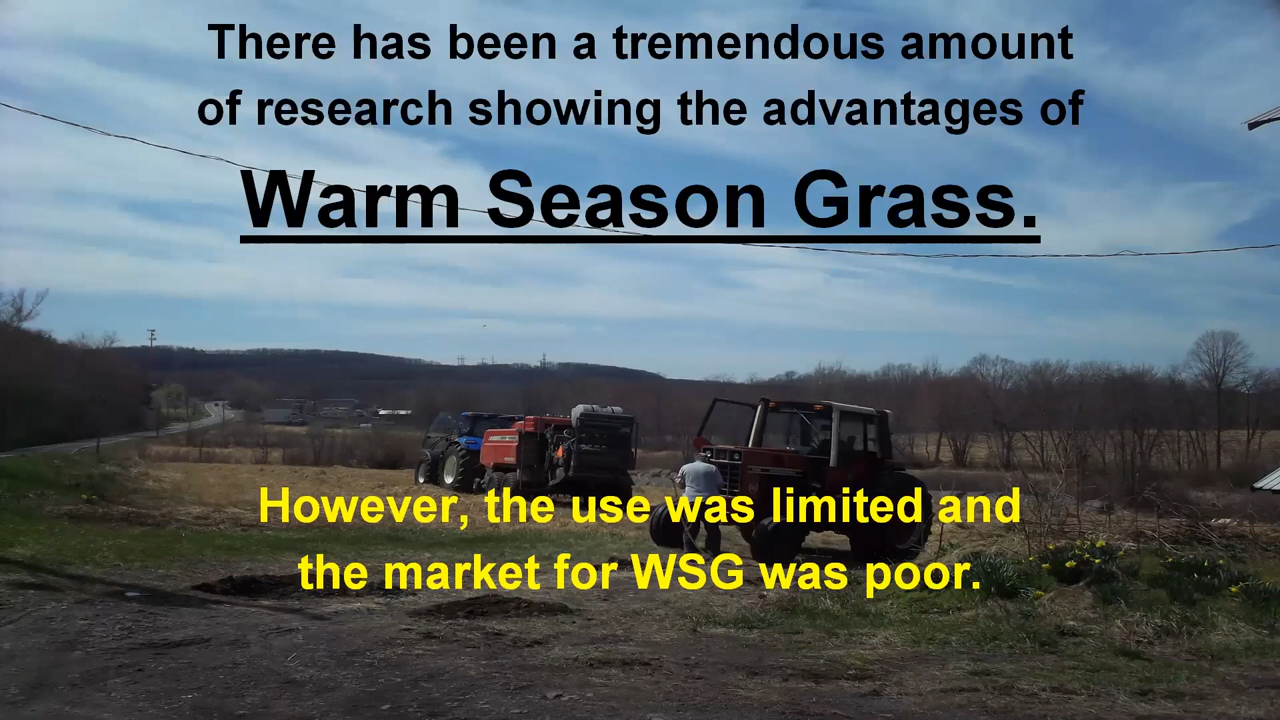 There has been a tremendous amount
of research showing the advantages of
Warm Season Grass.
However, the use was limited and
the market for WSG was poor.